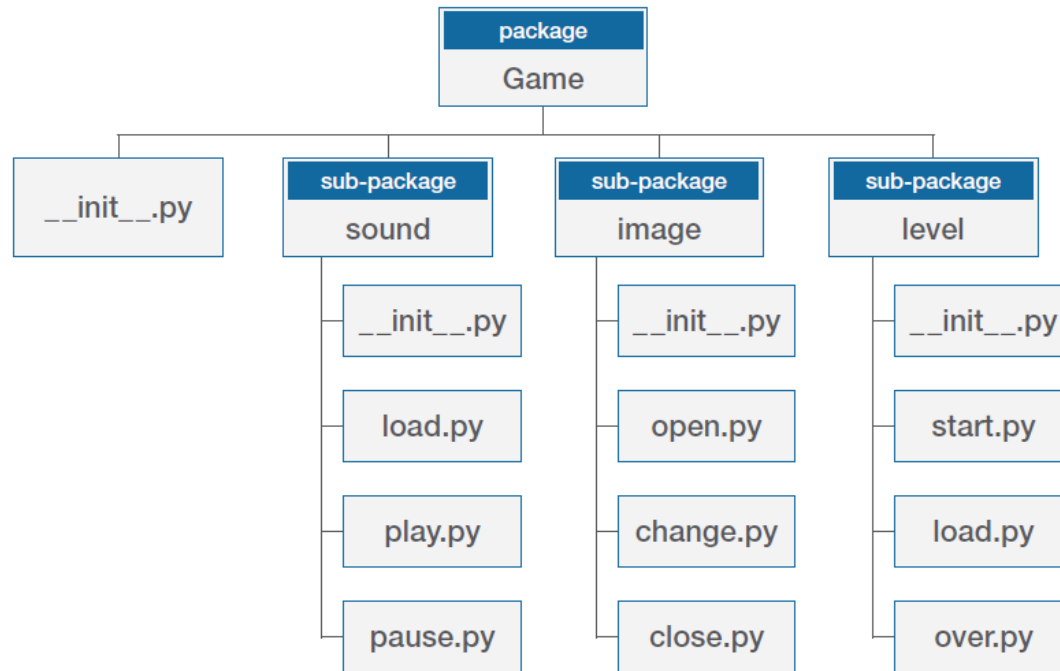 package
Game
__init__.py
sub-package
sound
sub-package
image
sub-package
level
__init__.py
__init__.py
__init__.py
load.py
open.py
start.py
play.py
change.py
load.py
pause.py
close.py
over.py